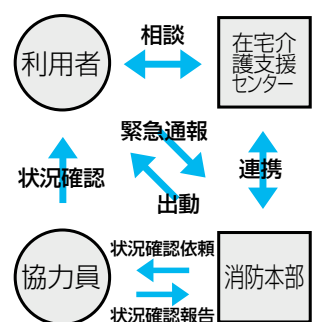 相談
利用者
在宅介
護支援
センター
緊急通報
状況確認
連携
出動
状況確認依頼
協力員
消防本部
状況確認報告